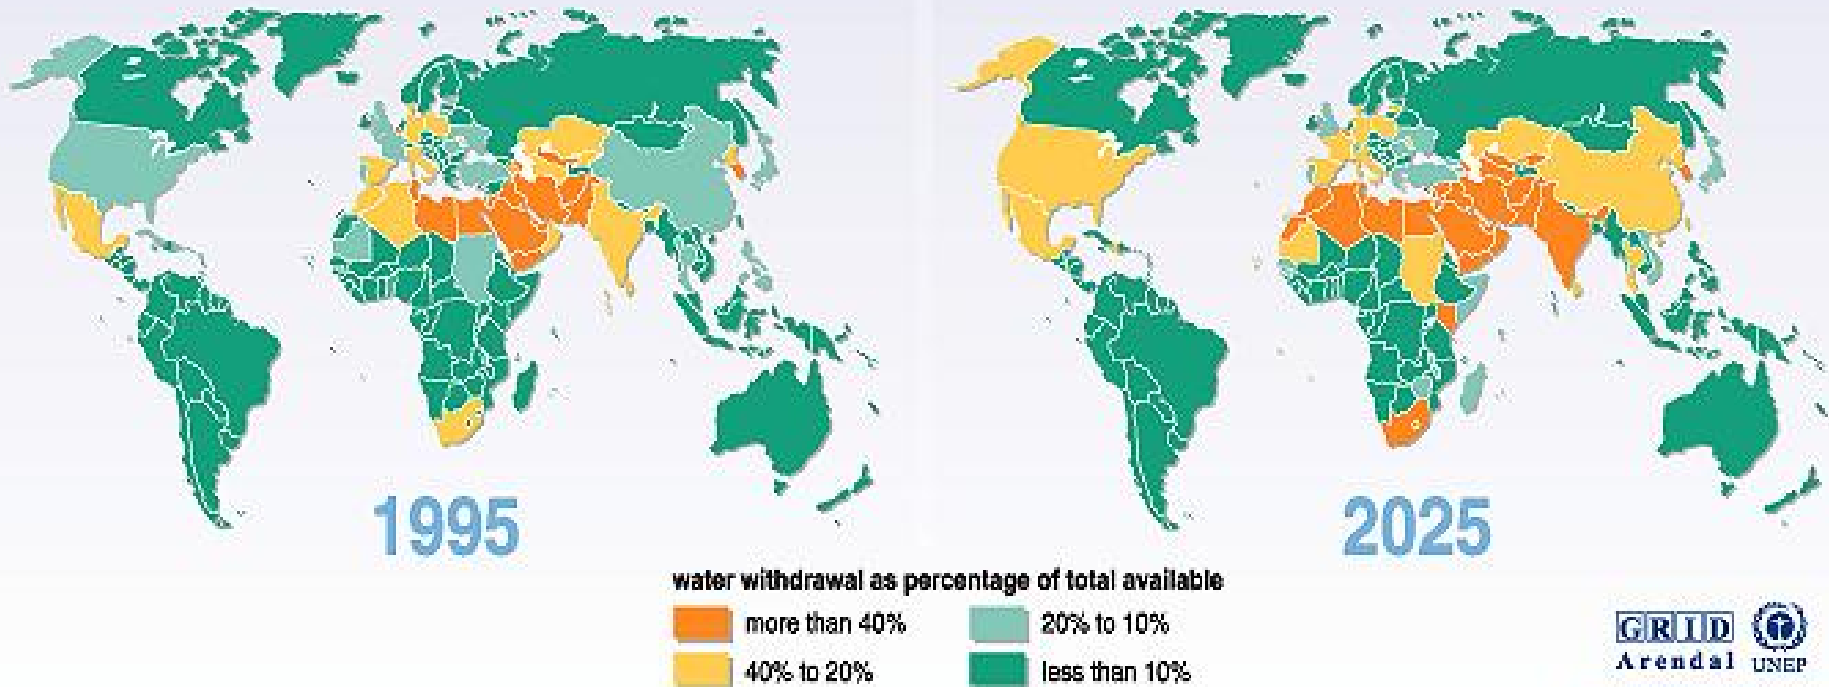 1995
2025
water withdrawal as percentage of total available
more than 40%
20% to 10%
40% to 20%
less than 10%
GRID
Arendal
UNEP